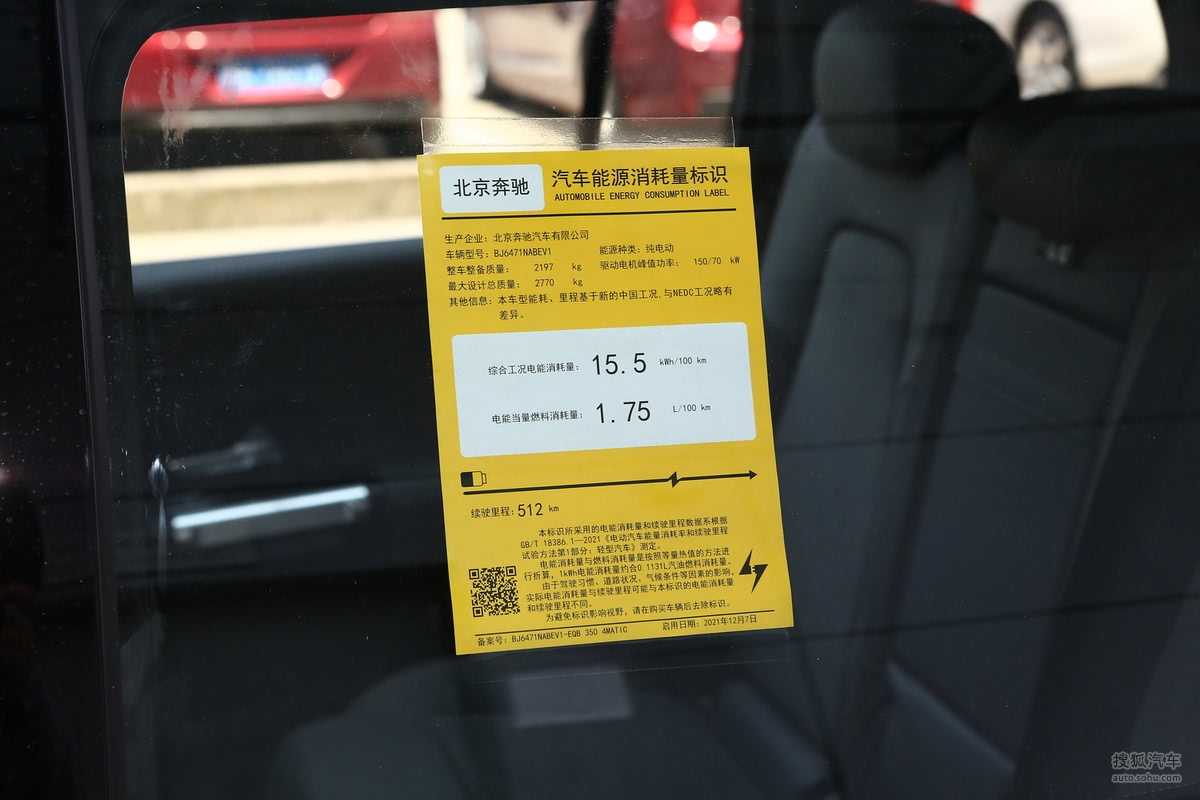 北京奔驰
汽车能源消耗量标识
AUTOMOBILE ENERGY CONSUMPTION LABEL
生产企业：北京奔驰汽车有限公司
车辆型号：BJ6471NABEV1 能源种类：纯电动
整车整备质量： 2197 kg 驱动电机峰值功率： 150/70 kW
最大设计总质量： 2770 kg
其他信息：本车型能耗、里程基于新的中国工况，与NEDC工况略有
差异。
综合工况电能消耗量： 15.5 kWh/100 km
电能当量燃料消耗量： 1.75 L/100 km
续驶里程：512 km
本标识所采用的电能消耗量和续驶里程数据系根据
GB/T 18386.1—2021《电动汽车能量消耗率和续驶里程
试验方法第1部分：轻型汽车》测定。
电能消耗量与燃料消耗量是按照等量热值的方法进
行折算，1kWh电能消耗量约合0.1131L汽油燃料消耗量。
由于驾驶习惯、道路状况、气候条件等因素的影响，
实际电能消耗量与续驶里程可能与本标识的电能消耗量
和续驶里程不同。
为避免标识影响视野，请在购买车辆后去除标识。
备案号：BJ6471NABEV1-EQB 350 4MATIC 启用日期：2021年12月7日
搜狐汽车
auto.sohu.com